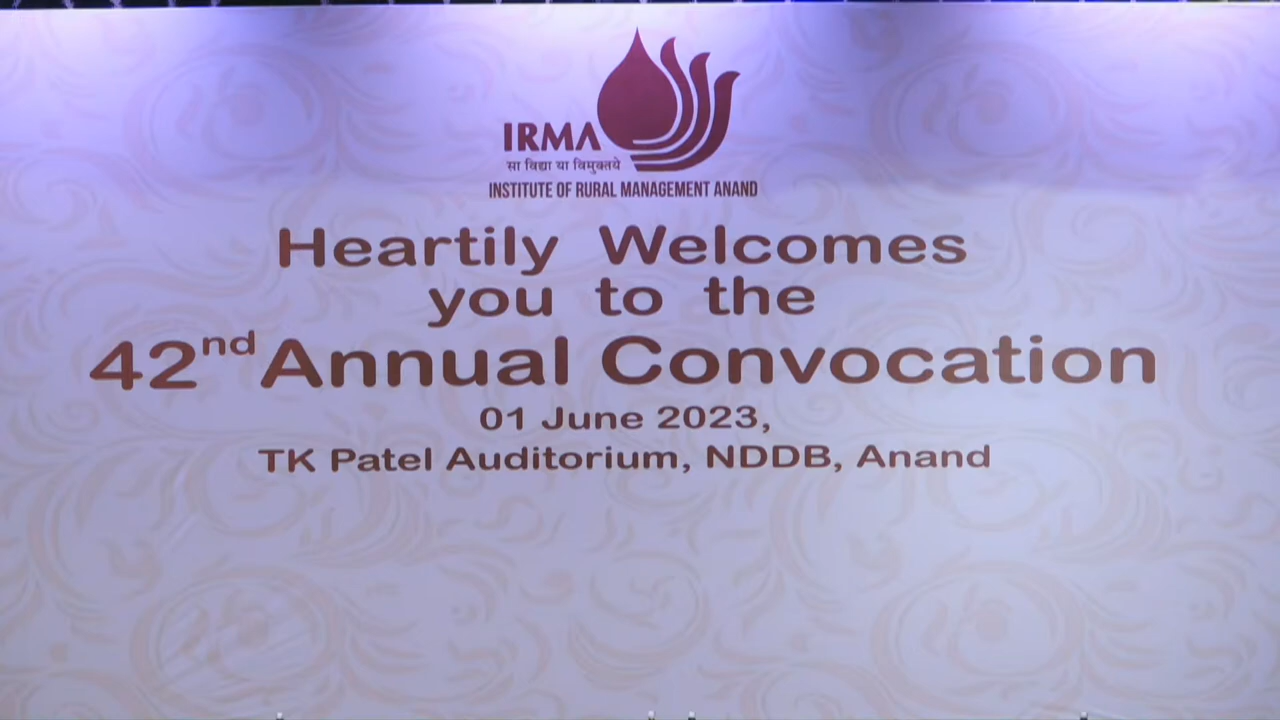 IRMA
सा विद्या या विमुक्तये
INSTITUTE OF RURAL MANAGEMENT ANAND
Heartily Welcomes
you to the
42nd Annual Convocation
01 June 2023,
TK Patel Auditorium, NDDB, Anand